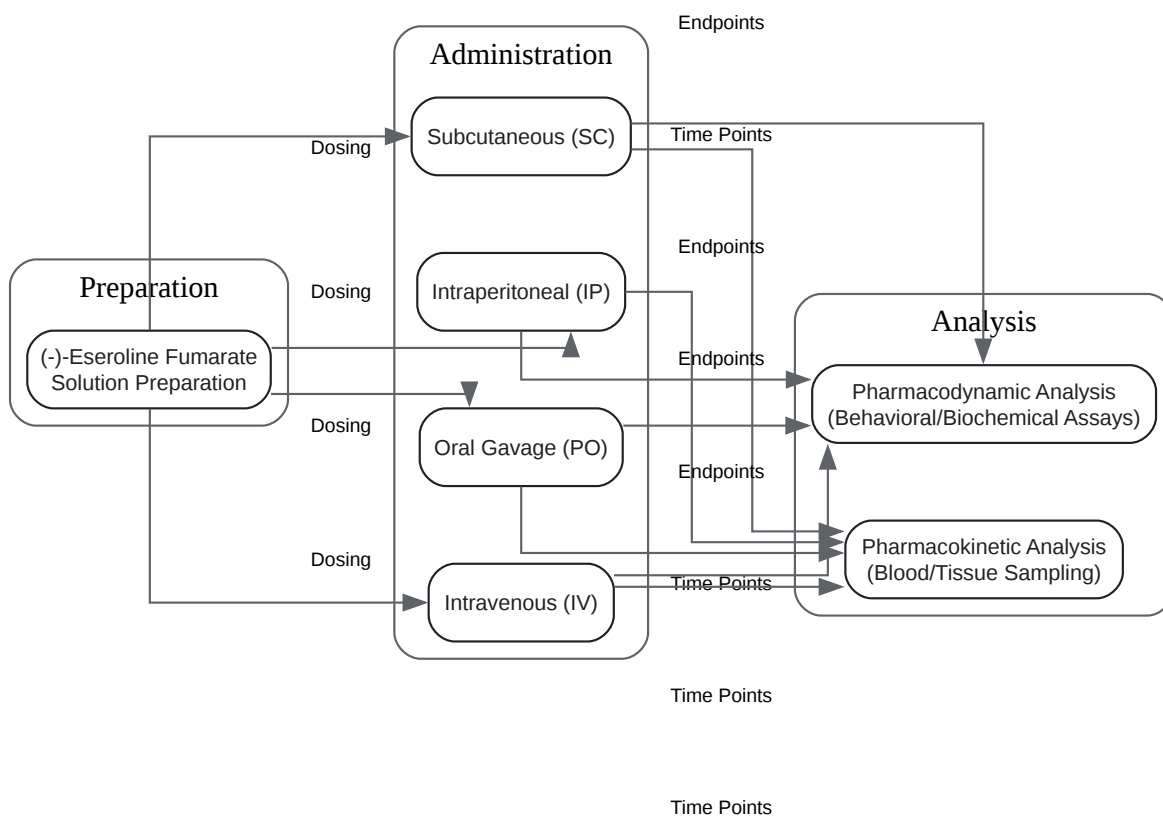 Endpoints
Administration
Subcutaneous (SC)
Time Points
Dosing
Endpoints
Preparation
Intraperitoneal (IP)
Dosing
Analysis
(-)-Eseroline Fumarate
Solution Preparation
Endpoints
Pharmacodynamic Analysis
(Behavioral/Biochemical Assays)
Dosing
Oral Gavage (PO)
Endpoints
Pharmacokinetic Analysis
(Blood/Tissue Sampling)
Dosing
Time Points
Intravenous (IV)
Time Points
Time Points